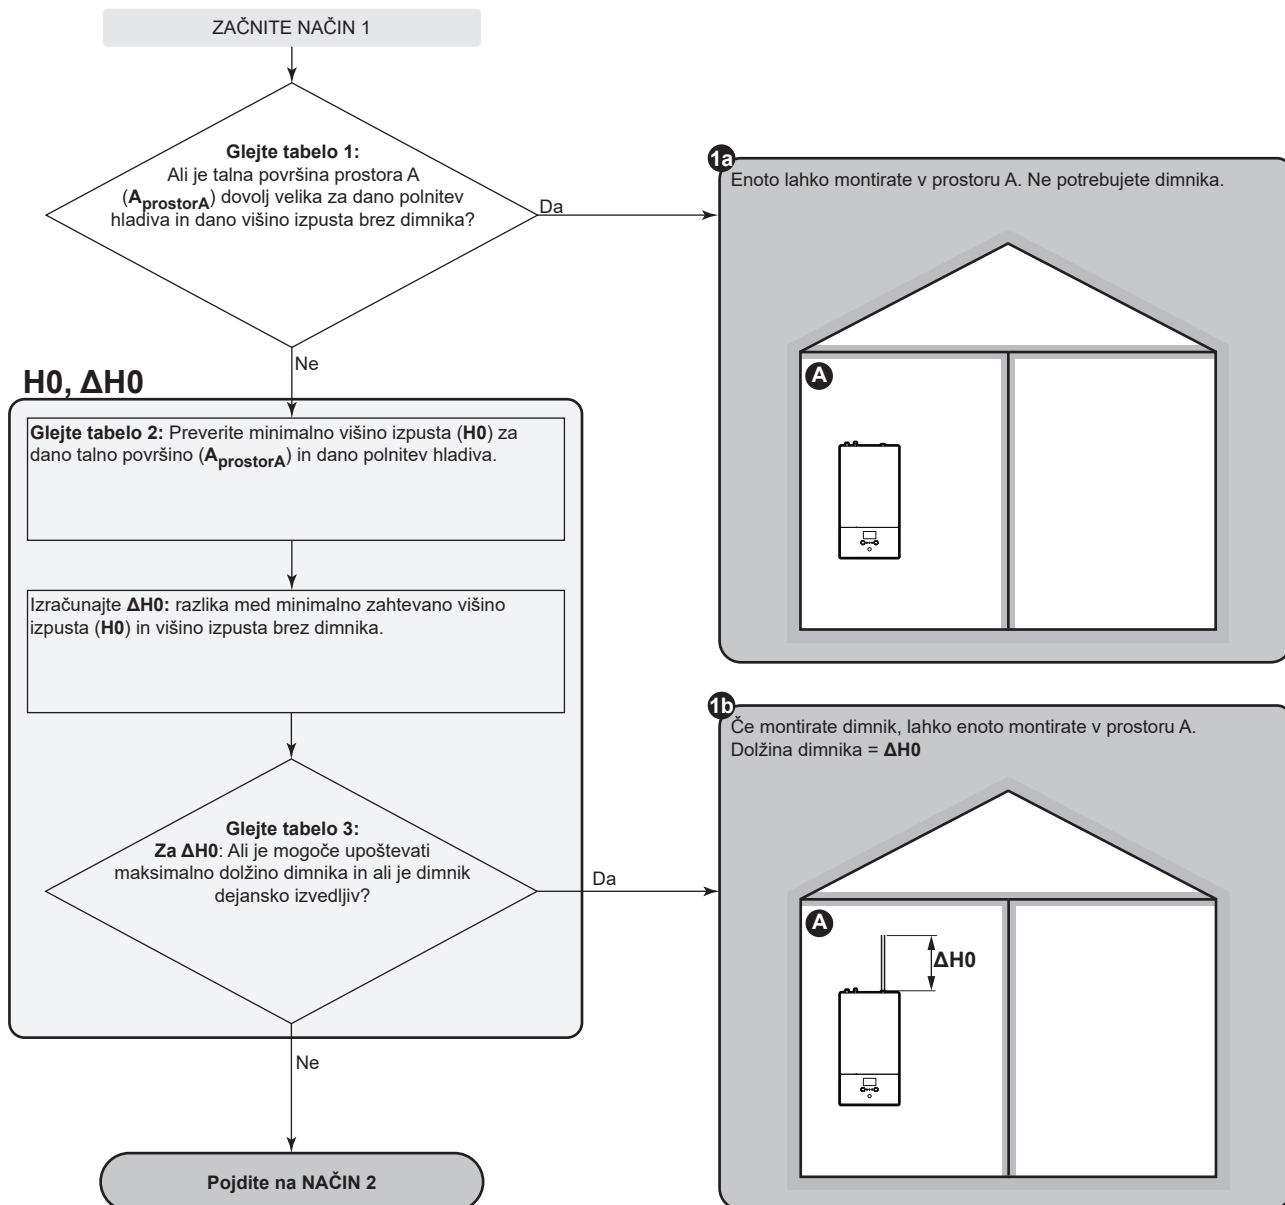 ZAČNITE NAČIN 1
Glejte tabelo 1:
Ali je talna površina prostora A
(AprostorA) dovolj velika za dano polnitev
hladiva in dano višino izpusta brez dimnika?
Da
Ne
1a
Enoto lahko montirate v prostoru A. Ne potrebujete dimnika.
A
H0, ΔH0
Glejte tabelo 2: Preverite minimalno višino izpusta (H0) za
dano talno površino (AprostorA) in dano polnitev hladiva.
Izračunajte ΔH0: razlika med minimalno zahtevano višino
izpusta (H0) in višino izpusta brez dimnika.
Glejte tabelo 3:
Za ΔH0: Ali je mogoče upoštevati
maksimalno dolžino dimnika in ali je dimnik
dejansko izvedljiv?
Da
Ne
1b
Če montirate dimnik, lahko enoto montirate v prostoru A.
Dolžina dimnika = ΔH0
A
ΔH0
Pojdite na NAČIN 2